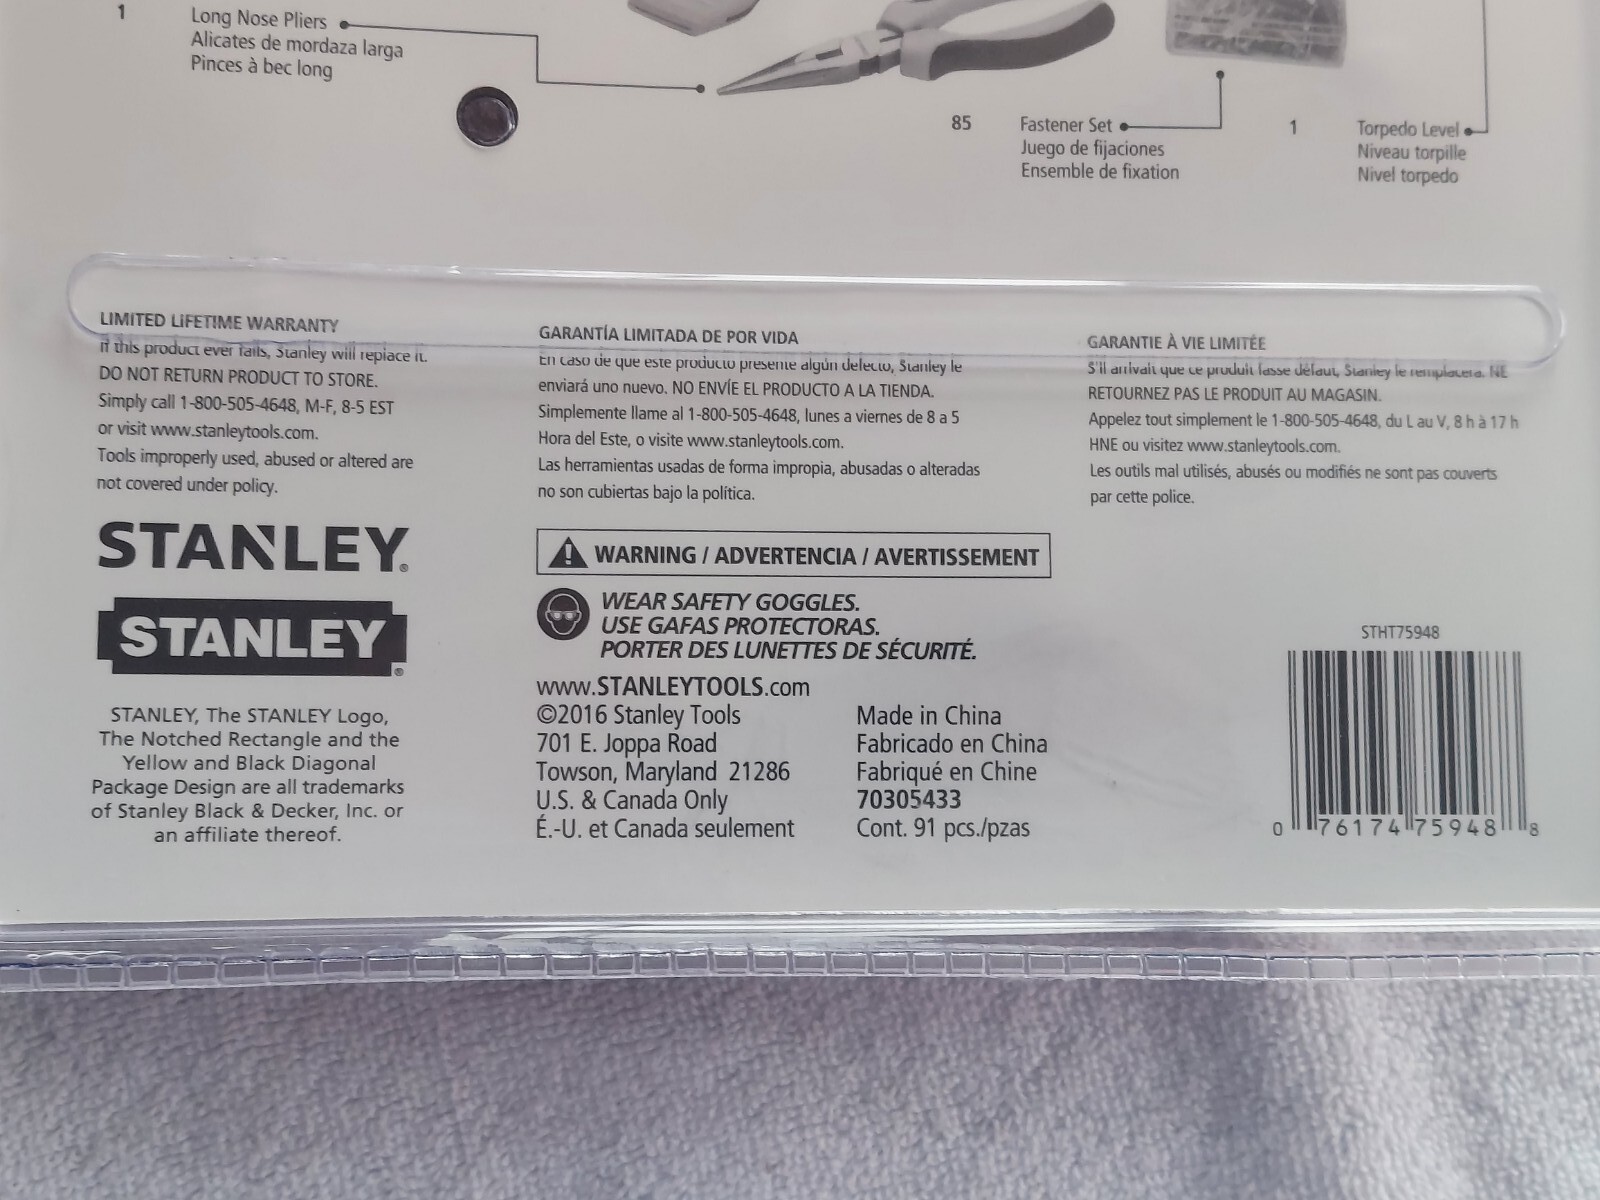 1
Long Nose Pliers
Alicates de mordaza larga
Pinces à bec long
85
Fastener Set
Juego de fijaciones
Ensemble de fixation
1
Torpedo Level
Niveau torpille
Nivel torpedo
LIMITED LIFETIME WARRANTY
If this product ever fails, Stanley will replace it.
DO NOT RETURN PRODUCT TO STORE.
Simply call 1-800-505-4648, M-F, 8-5 EST
or visit www.stanleytools.com.
Tools improperly used, abused or altered are
not covered under policy.
GARANTÍA LIMITADA DE POR VIDA
En caso de que este producto presente algún defecto, Stanley le
enviará uno nuevo. NO ENVÍE EL PRODUCTO A LA TIENDA.
Simplemente llame al 1-800-505-4648, lunes a viernes de 8 a 5
Hora del Este, o visite www.stanleytools.com.
Las herramientas usadas de forma impropia, abusadas o alteradas
no son cubiertas bajo la política.
GARANTIE À VIE LIMITÉE
S'il arrivait que ce produit fasse défaut, Stanley le remplacera. NE
RETOURNEZ PAS LE PRODUIT AU MAGASIN.
Appelez tout simplement le 1-800-505-4648, du L au V, 8 h à 17 h
HNE ou visitez www.stanleytools.com.
Les outils mal utilisés, abusés ou modifiés ne sont pas couverts
par cette police.
STANLEY®
STANLEY®
STANLEY, The STANLEY Logo,
The Notched Rectangle and the
Yellow and Black Diagonal
Package Design are all trademarks
of Stanley Black & Decker, Inc. or
an affiliate thereof.
WARNING / ADVERTENCIA / AVERTISSEMENT
WEAR SAFETY GOGGLES.
USE GAFAS PROTECTORAS.
PORTER DES LUNETTES DE SÉCURITÉ.
www.STANLEYTOOLS.com
©2016 Stanley Tools
701 E. Joppa Road
Towson, Maryland 21286
U.S. & Canada Only
É.-U. et Canada seulement
Made in China
Fabricado en China
Fabriqué en Chine
70305433
Cont. 91 pcs./pzas
STHT75948
0 76174 75948 8